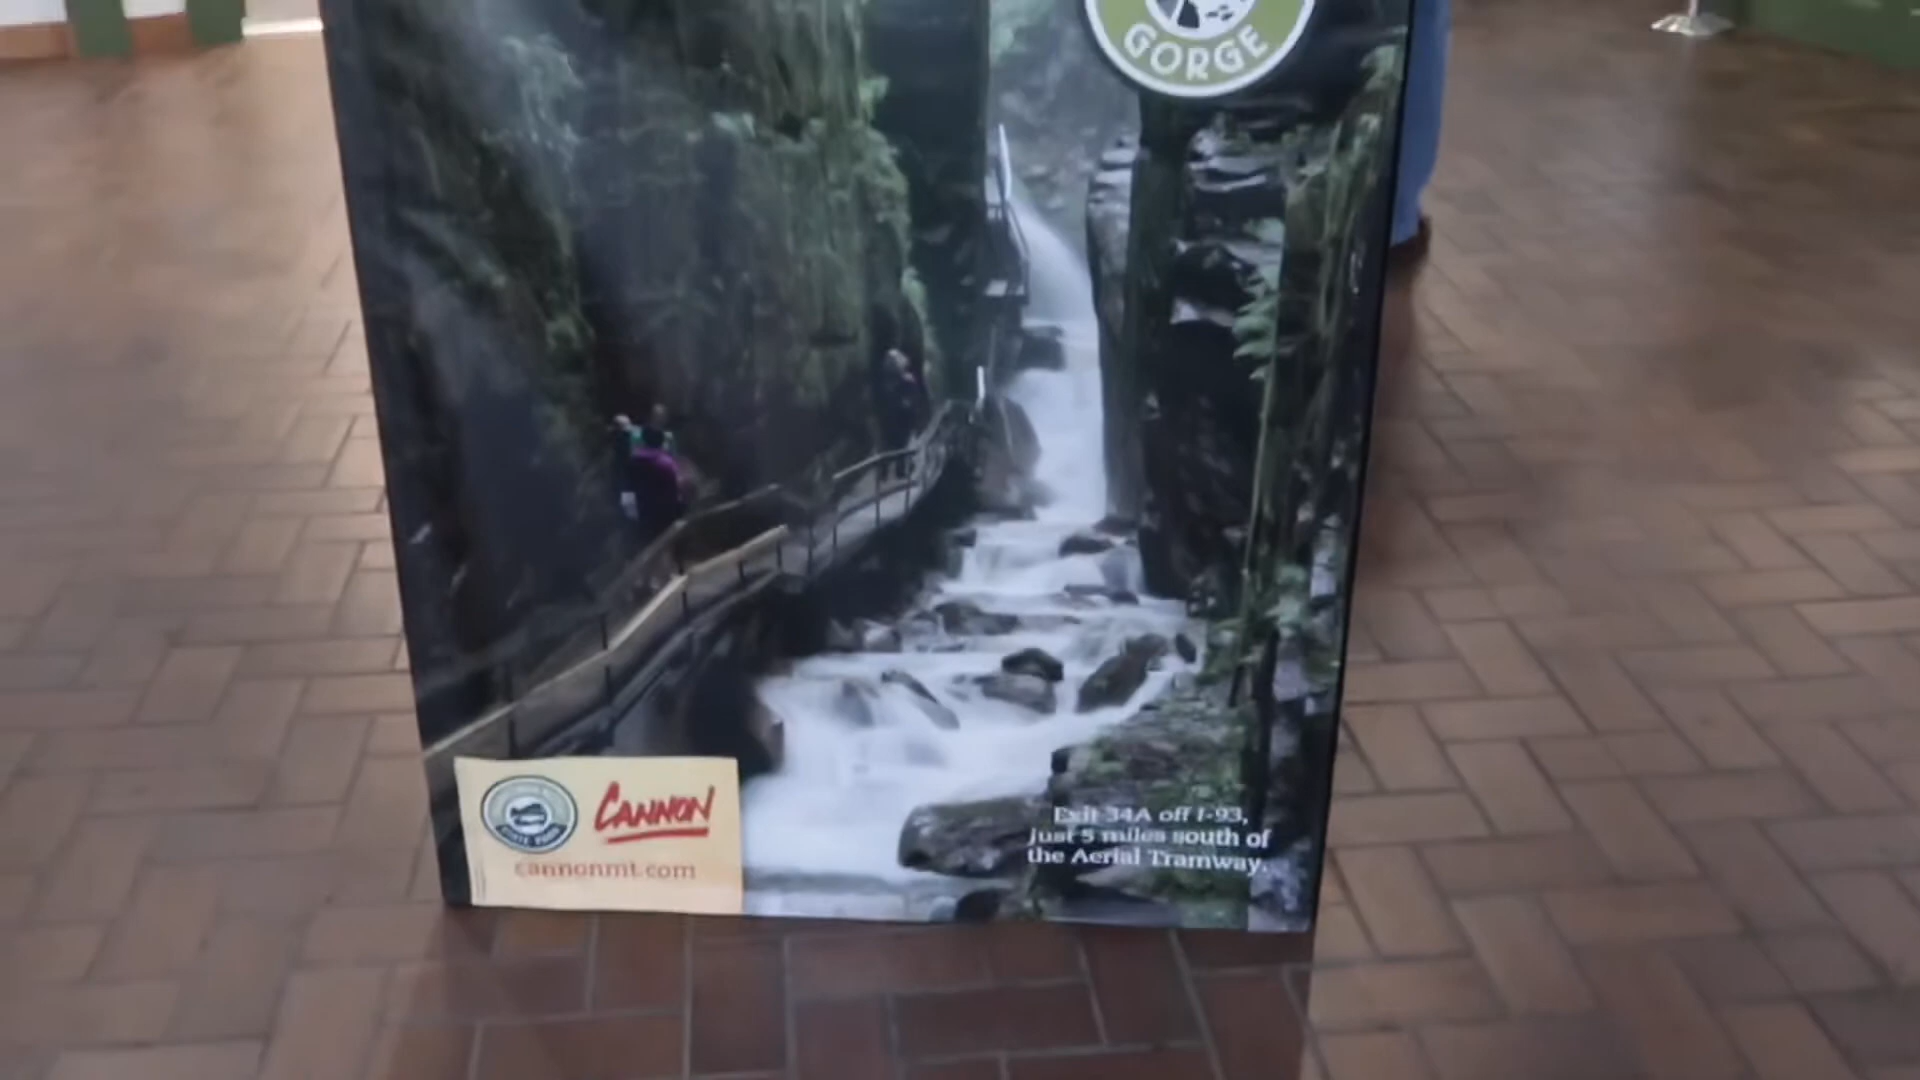 GORGE
CANNON
cannonmt.com
Exit 34A off I-93,
Just 5 miles south of
the Aerial Tramway.